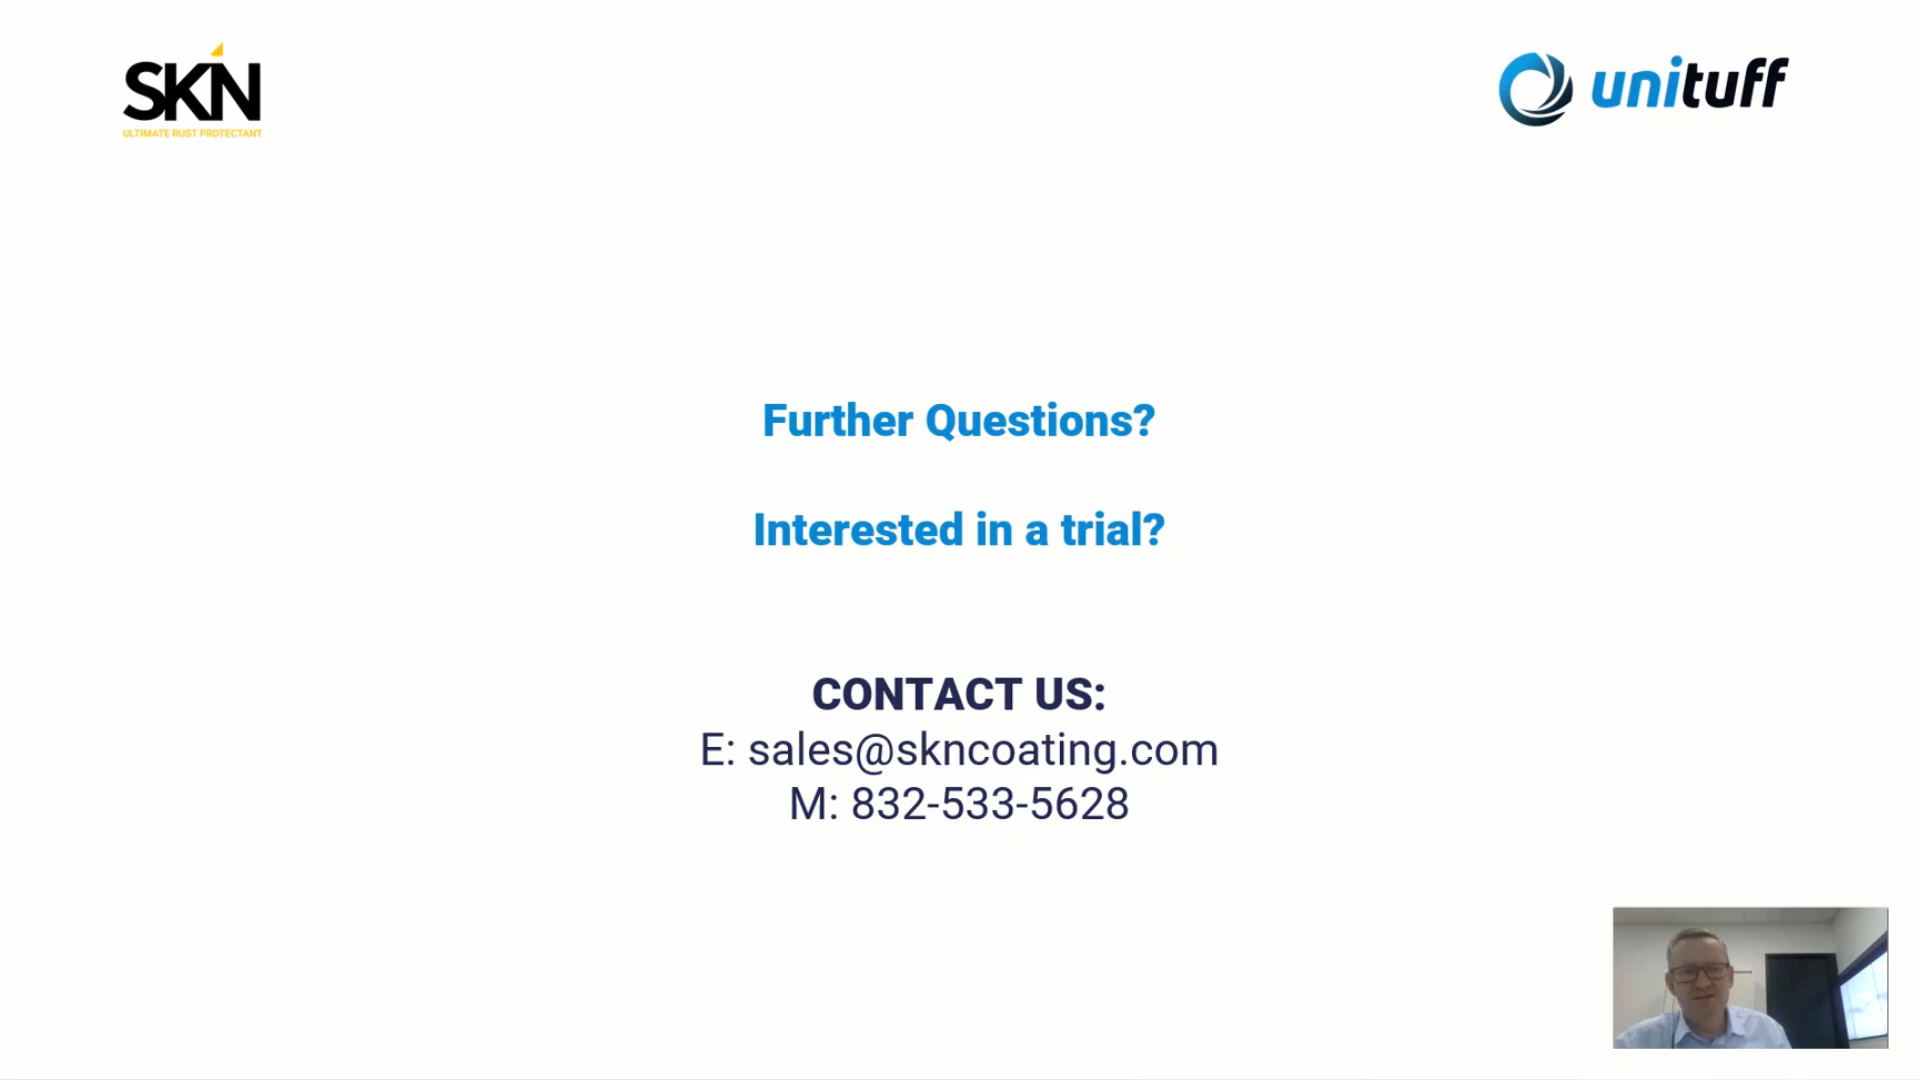 SKN
ULTIMATE RUST PROTECTANT
unituff
Further Questions?
Interested in a trial?
CONTACT US:
E: sales@skncoating.com
M: 832-533-5628